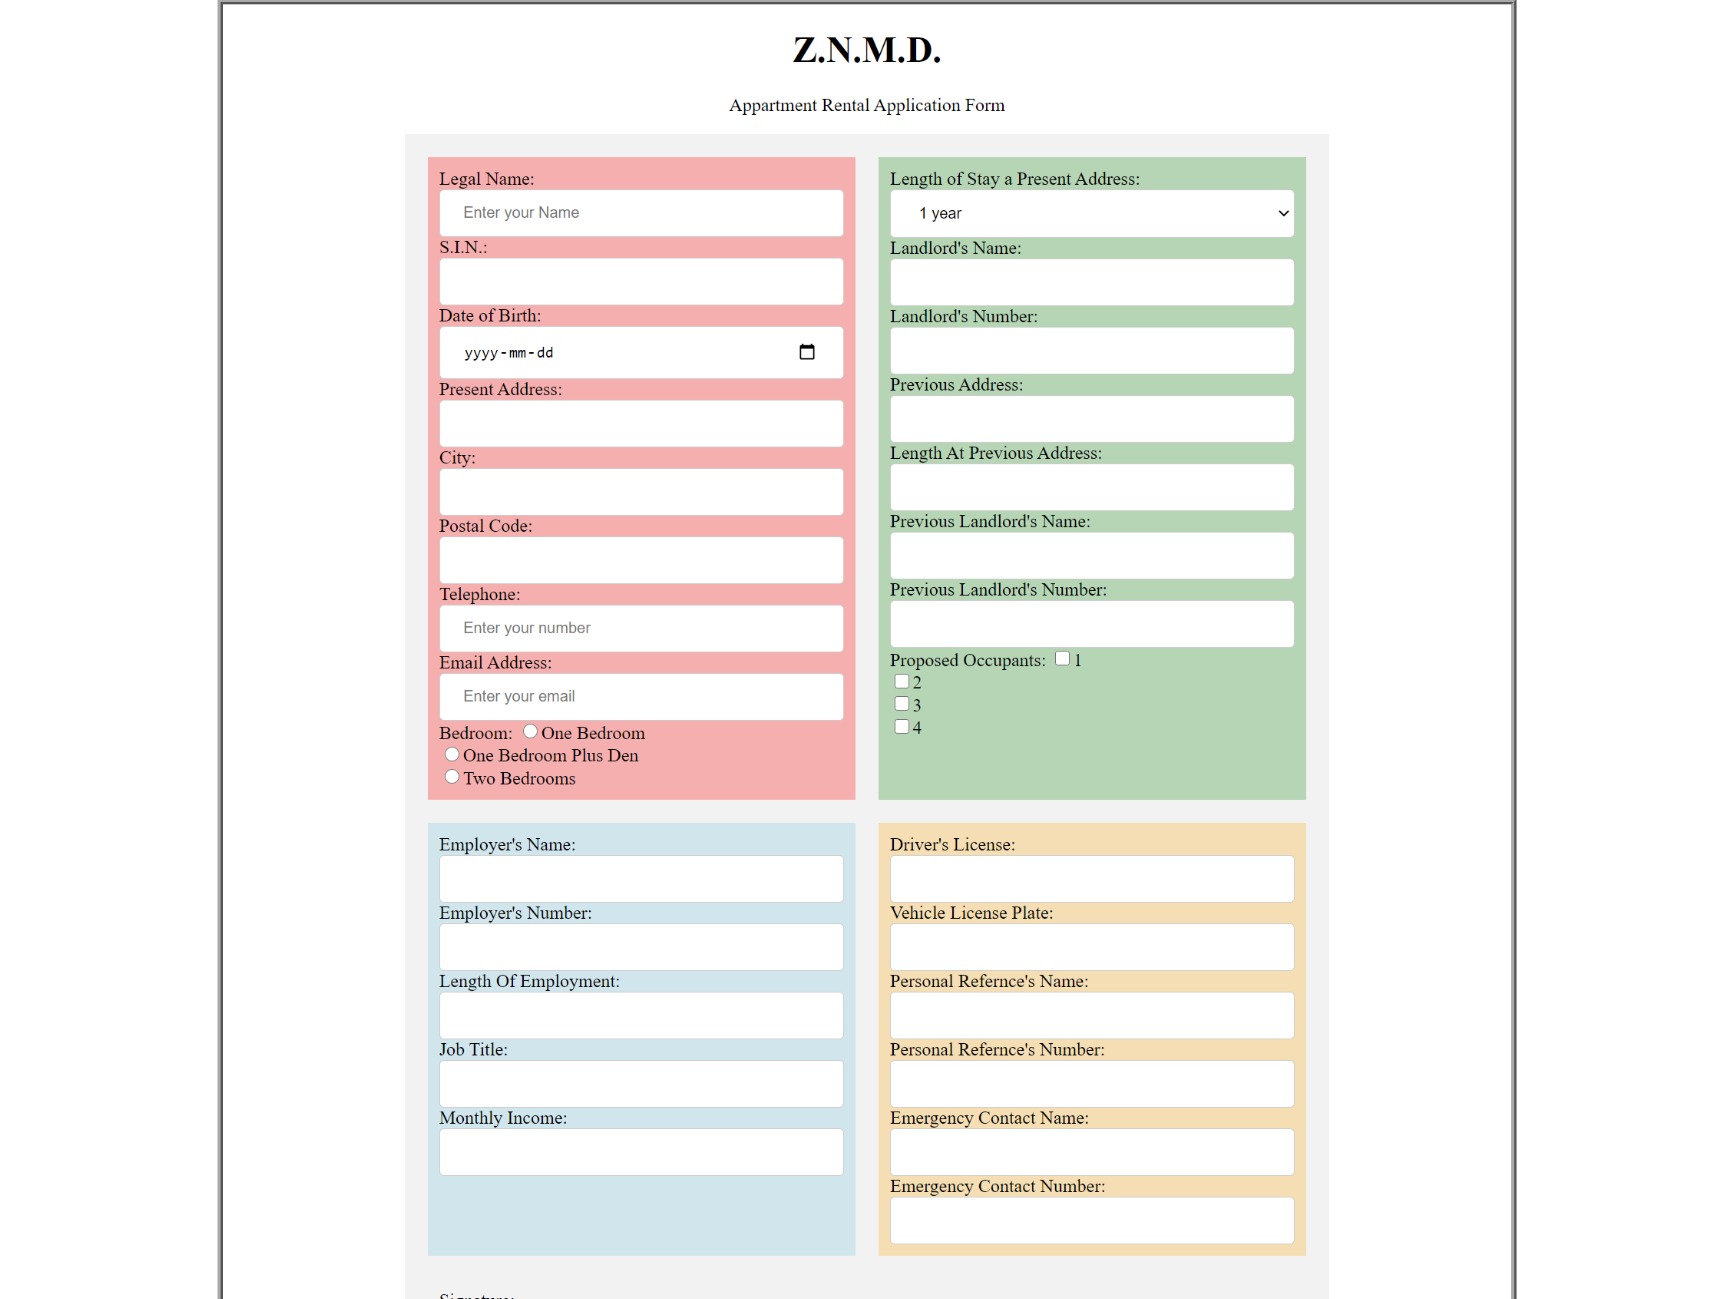 Z.N.M.D.
Appartment Rental Application Form
Legal Name:
Enter your Name
S.I.N.:
Date of Birth:
yyyy-mm-dd
Present Address:
City:
Postal Code:
Telephone:
Enter your number
Email Address:
Enter your email
Bedroom: One Bedroom
One Bedroom Plus Den
Two Bedrooms
Length of Stay a Present Address:
1 year
Landlord's Name:
Landlord's Number:
Previous Address:
Length At Previous Address:
Previous Landlord's Name:
Previous Landlord's Number:
Proposed Occupants: 1
2
3
4
Employer's Name:
Employer's Number:
Length Of Employment:
Job Title:
Monthly Income:
Driver's License:
Vehicle License Plate:
Personal Refernce's Name:
Personal Refernce's Number:
Emergency Contact Name:
Emergency Contact Number:
Signature: